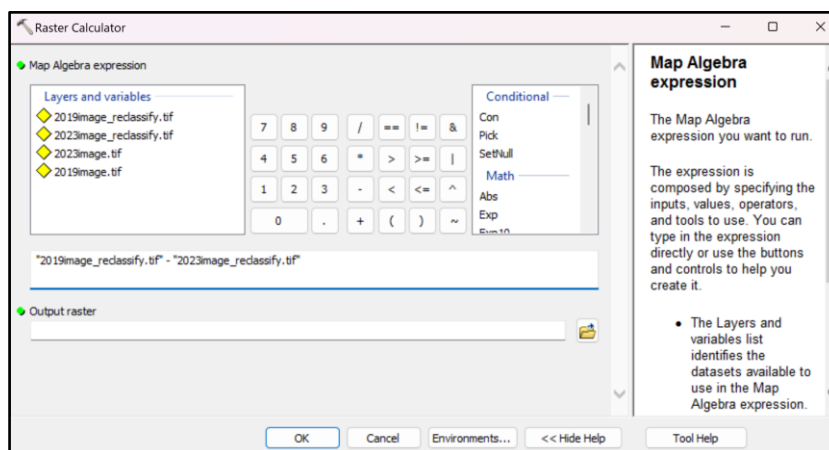 Raster Calculator
Map Algebra expression
Layers and variables
2019image_reclassify.tif
2023image_reclassify.tif
2023image.tif
2019image.tif
7 8 9 / == != &
4 5 6 * > >= |
1 2 3 - < <= ^
0 . + ( ) ~
Conditional
Con
Pick
SetNull
Math
Abs
Exp
Exp10
"2019image_reclassify.tif" - "2023image_reclassify.tif"
Output raster
OK Cancel Environments... << Hide Help Tool Help
Map Algebra
expression
The Map Algebra
expression you want to run.
The expression is
composed by specifying the
inputs, values, operators,
and tools to use. You can
type in the expression
directly or use the buttons
and controls to help you
create it.
• The Layers and
variables list
identifies the
datasets available to
use in the Map
Algebra expression.